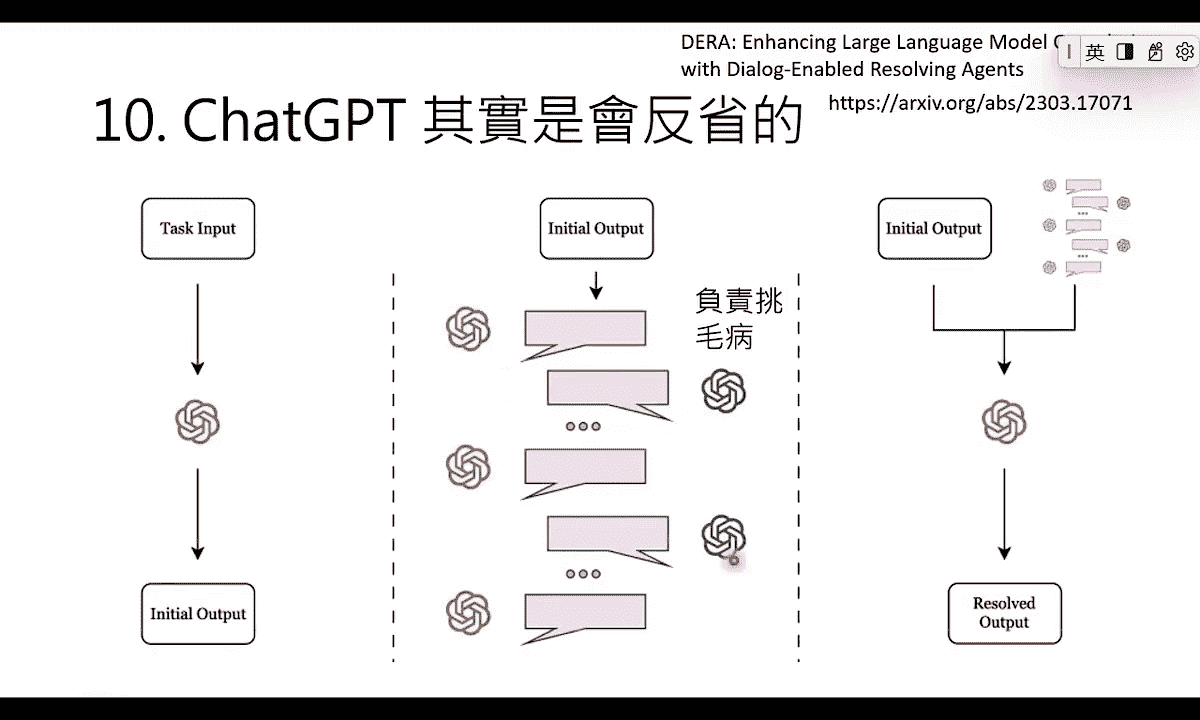 DERA: Enhancing Large Language Model
with Dialog-Enabled Resolving Agents
英
10. ChatGPT 其實是會反省的
https://arxiv.org/abs/2303.17071
Task Input
Initial Output
Initial Output
負責挑
毛病
Initial Output
Resolved
Output